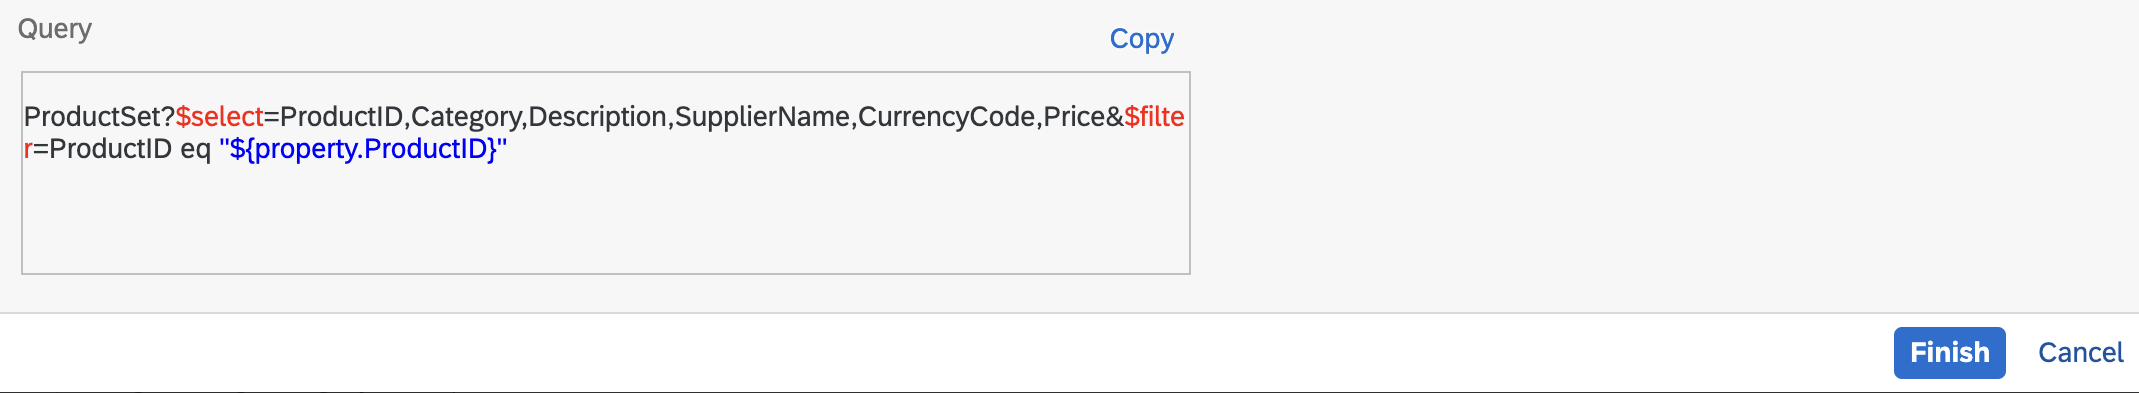 Query
Copy
ProductSet?$select=ProductID,Category,Description,SupplierName,CurrencyCode,Price&$filte
r=ProductID eq "${property.ProductID}"
Finish
Cancel